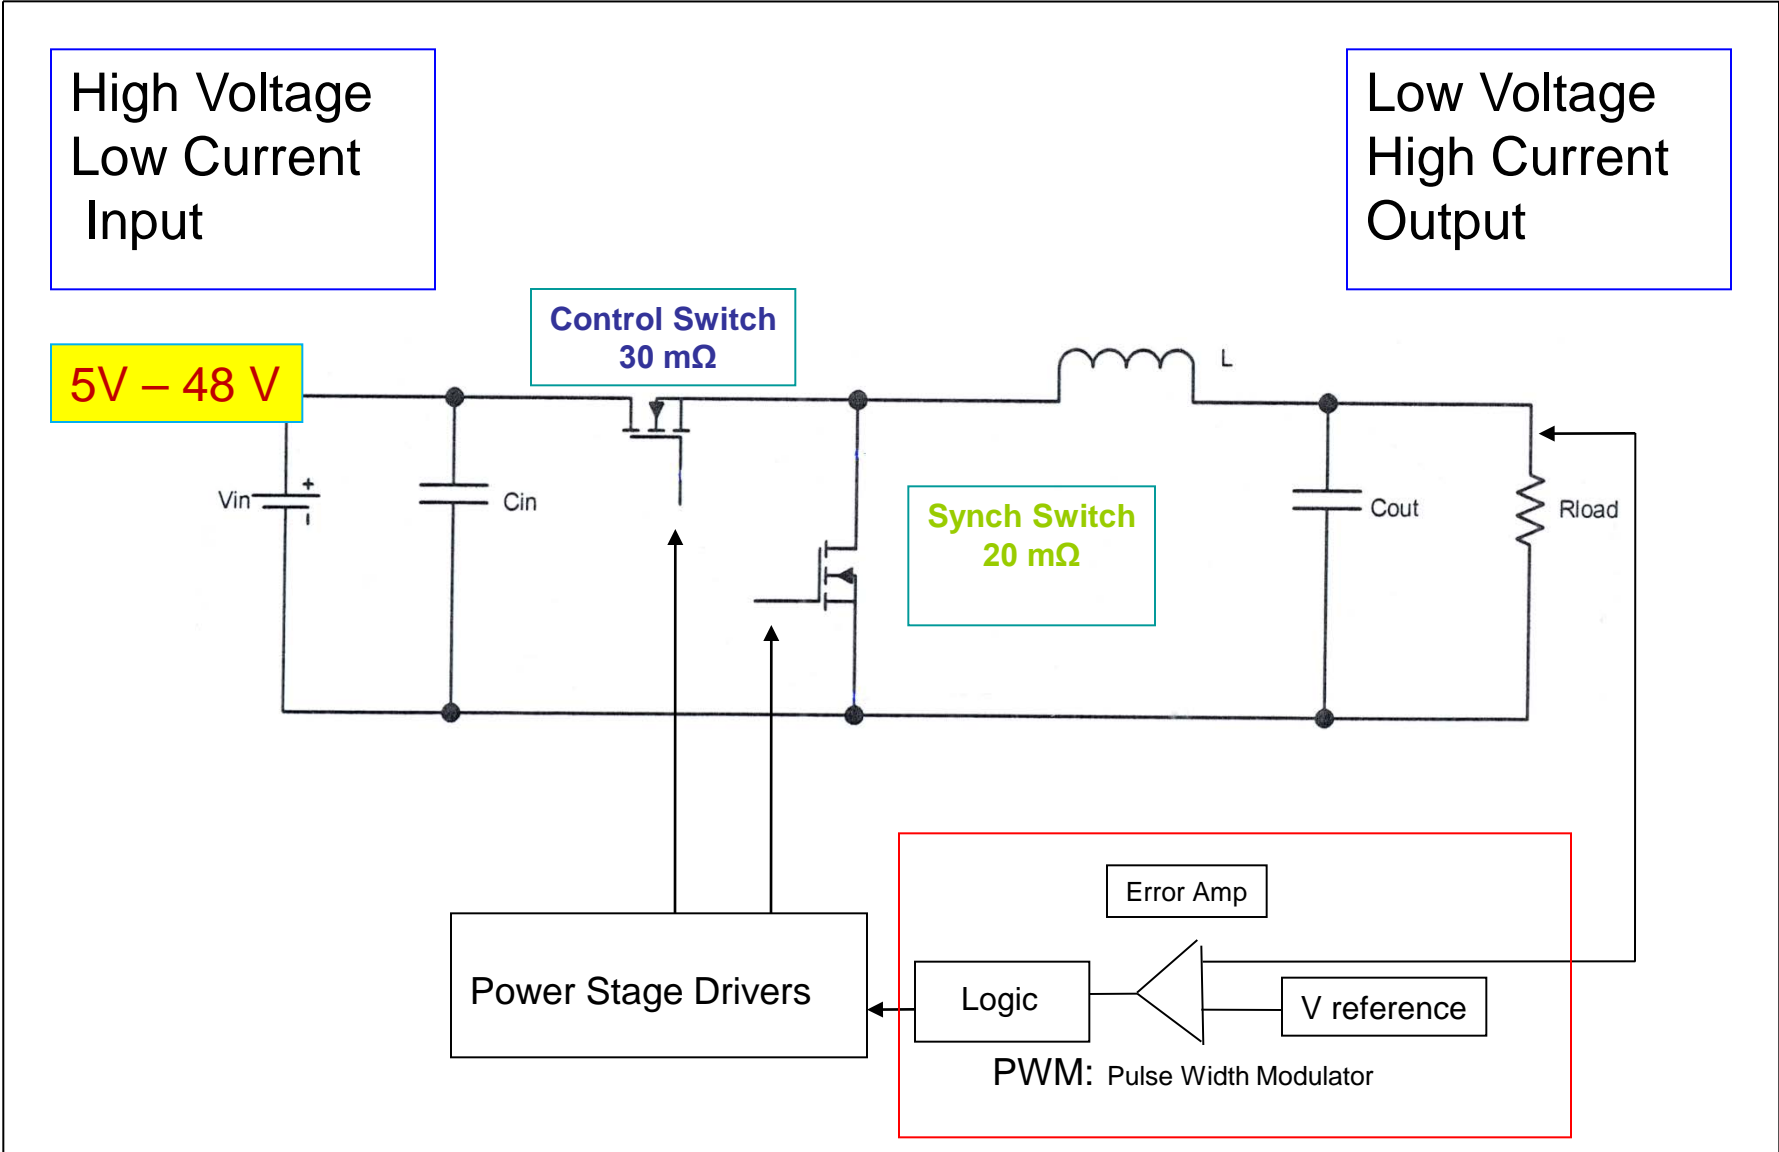 High Voltage
Low Current
Input
Low Voltage
High Current
Output
Control Switch
30 mΩ
5V – 48 V
L
Vin
+
Cin
Synch Switch
20 mΩ
Cout
Rload
Error Amp
Power Stage Drivers
Logic
V reference
PWM: Pulse Width Modulator